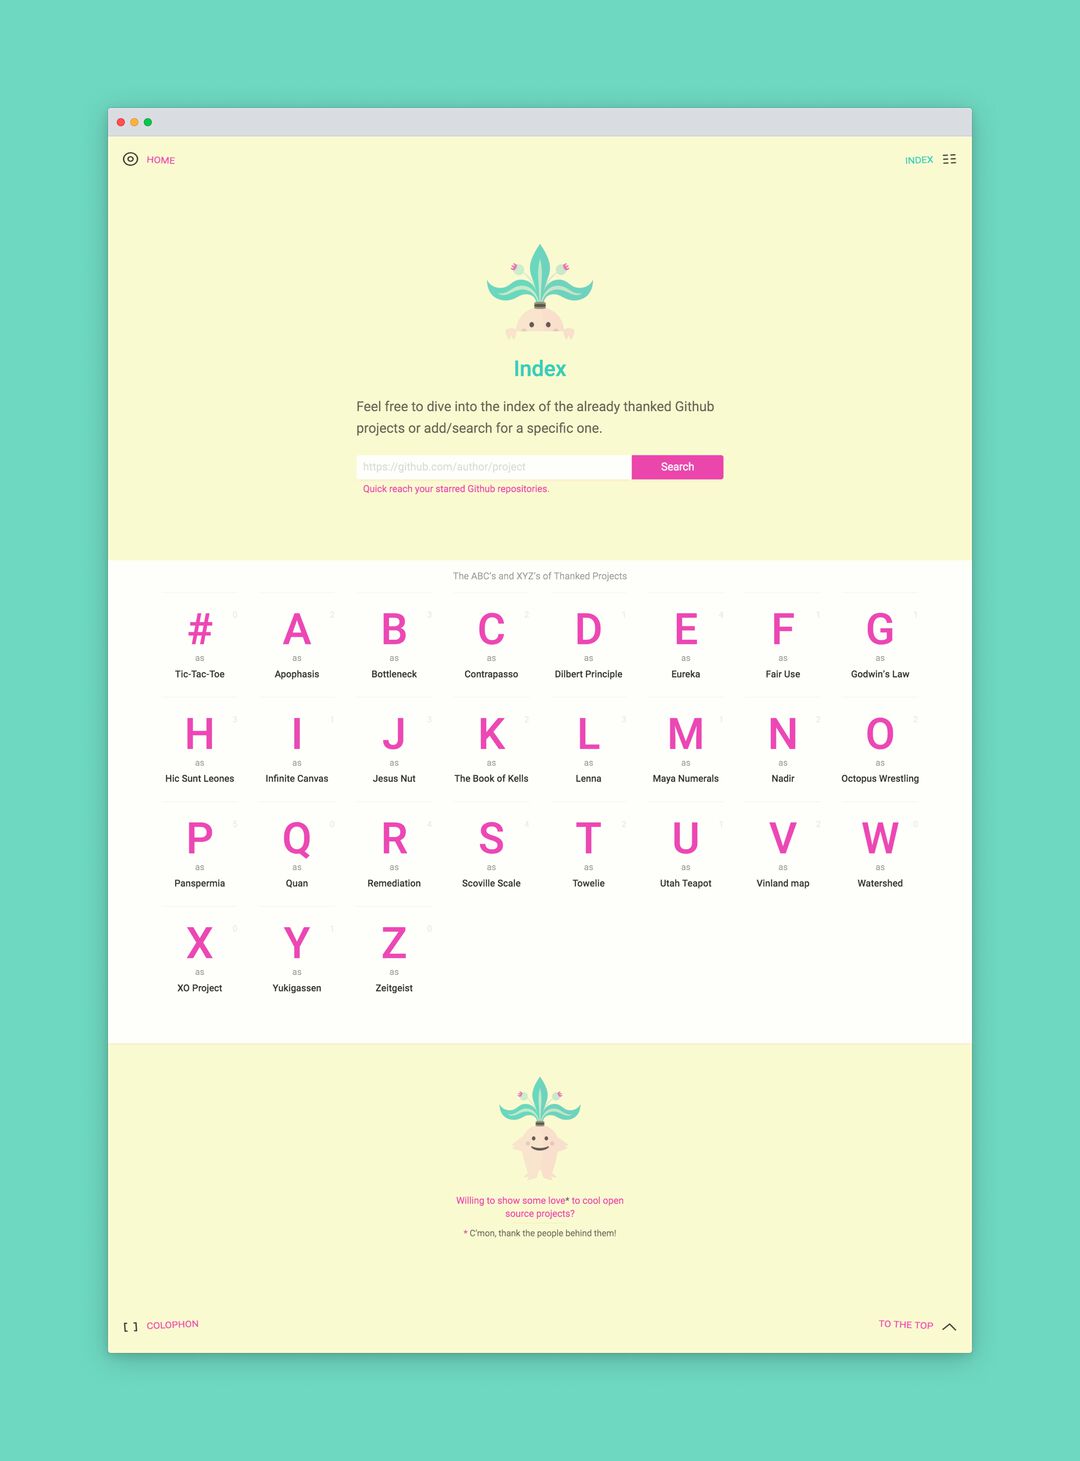 HOME
INDEX
Index
Feel free to dive into the index of the already thanked Github
projects or add/search for a specific one.
https://github.com/author/project
Search
Quick reach your starred Github repositories.
The ABC's and XYZ's of Thanked Projects
# 0 A 2 B 3 C 2 D 1 E 4 F 1 G 1
as as as as as as as as
Tic-Tac-Toe Apophasis Bottleneck Contrapasso Dilbert Principle Eureka Fair Use Godwin's Law
H 3 I 1 J 3 K 2 L 3 M 1 N 2 O 2
as as as as as as as as
Hic Sunt Leones Infinite Canvas Jesus Nut The Book of Kells Lenna Maya Numerals Nadir Octopus Wrestling
P 5 Q 0 R 4 S 4 T 2 U 1 V 2 W 0
as as as as as as as as
Panspermia Quan Remediation Scoville Scale Towelie Utah Teapot Vinland map Watershed
X 0 Y 1 Z 0
as as as
XO Project Yukigassen Zeitgeist
Willing to show some love* to cool open
source projects?
* C'mon, thank the people behind them!
[ ] COLOPHON
TO THE TOP